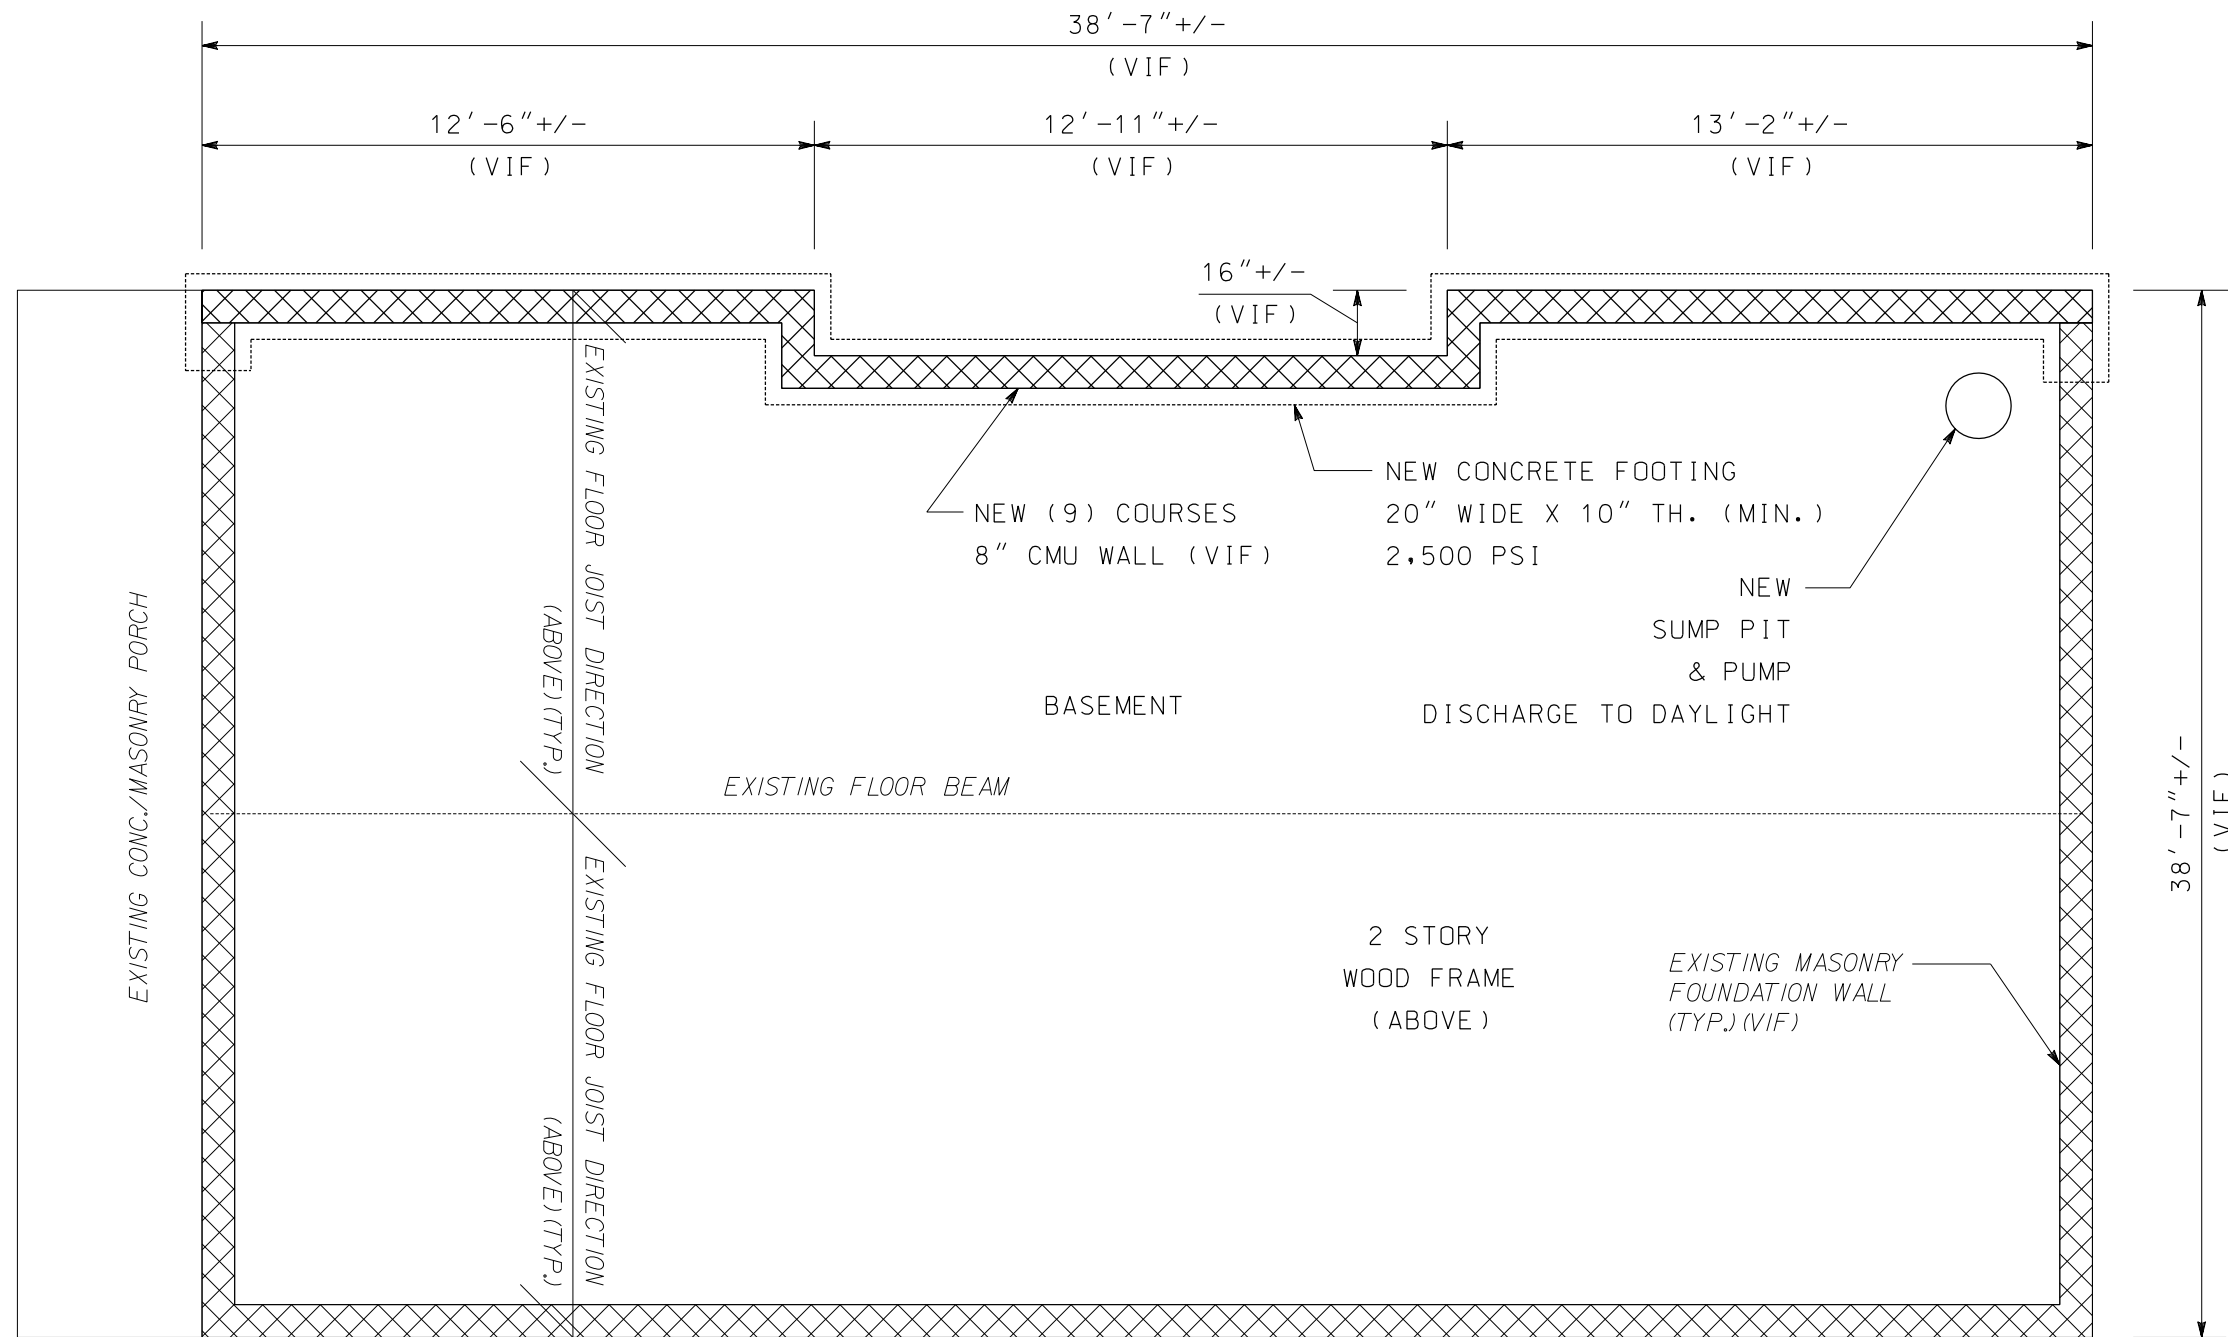 38'-7"+/-
(VIF)
12'-6"+/-
(VIF)
12'-11"+/-
(VIF)
13'-2"+/-
(VIF)
16"+/-
(VIF)
EXISTING FLOOR JOIST DIRECTION
(ABOVE)(TYP.)
NEW (9) COURSES
8" CMU WALL (VIF)
NEW CONCRETE FOOTING
20" WIDE X 10" TH. (MIN.)
2,500 PSI
NEW
SUMP PIT
& PUMP
DISCHARGE TO DAYLIGHT
EXISTING CONC./MASONRY PORCH
BASEMENT
EXISTING FLOOR BEAM
38'-7"+/-
(VIF)
EXISTING FLOOR JOIST DIRECTION
(ABOVE)(TYP.)
2 STORY
WOOD FRAME
(ABOVE)
EXISTING MASONRY
FOUNDATION WALL
(TYP.)(VIF)